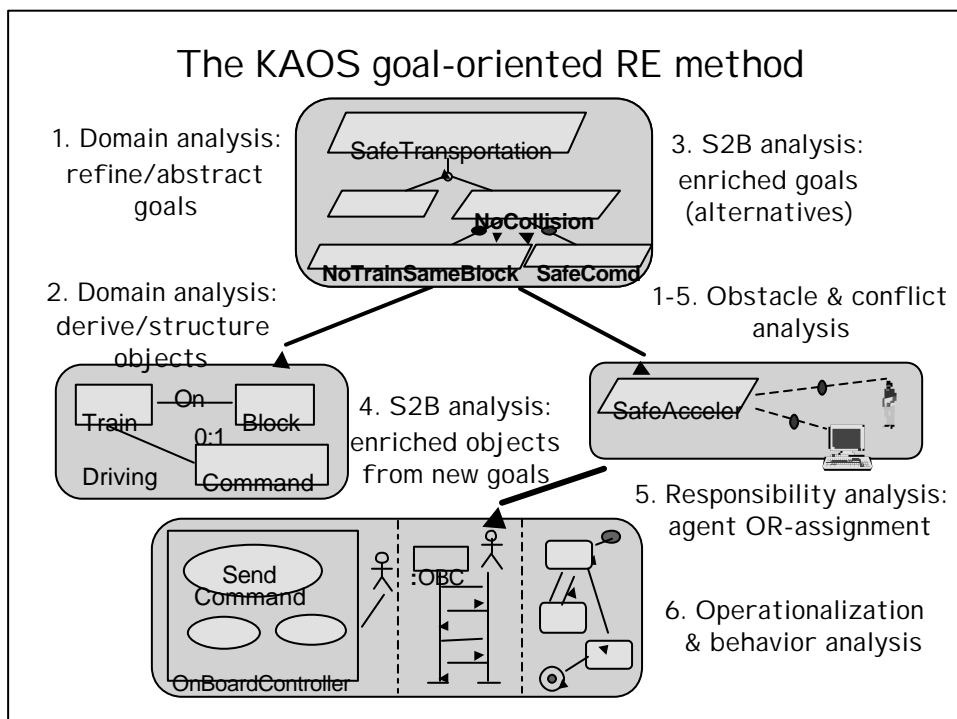 The KAOS goal-oriented RE method
1. Domain analysis:
refine/abstract
goals
SafeTransportation
NoCollision
NoTrainSameBlock
SafeComd
3. S2B analysis:
enriched goals
(alternatives)
2. Domain analysis:
derive/structure
objects
1-5. Obstacle & conflict
analysis
Train
On
Block
0:1
Driving
Command
4. S2B analysis:
enriched objects
from new goals
SafeAcceler
5. Responsibility analysis:
agent OR-assignment
Send
Command
OnBoardController
:OBC
6. Operationalization
& behavior analysis